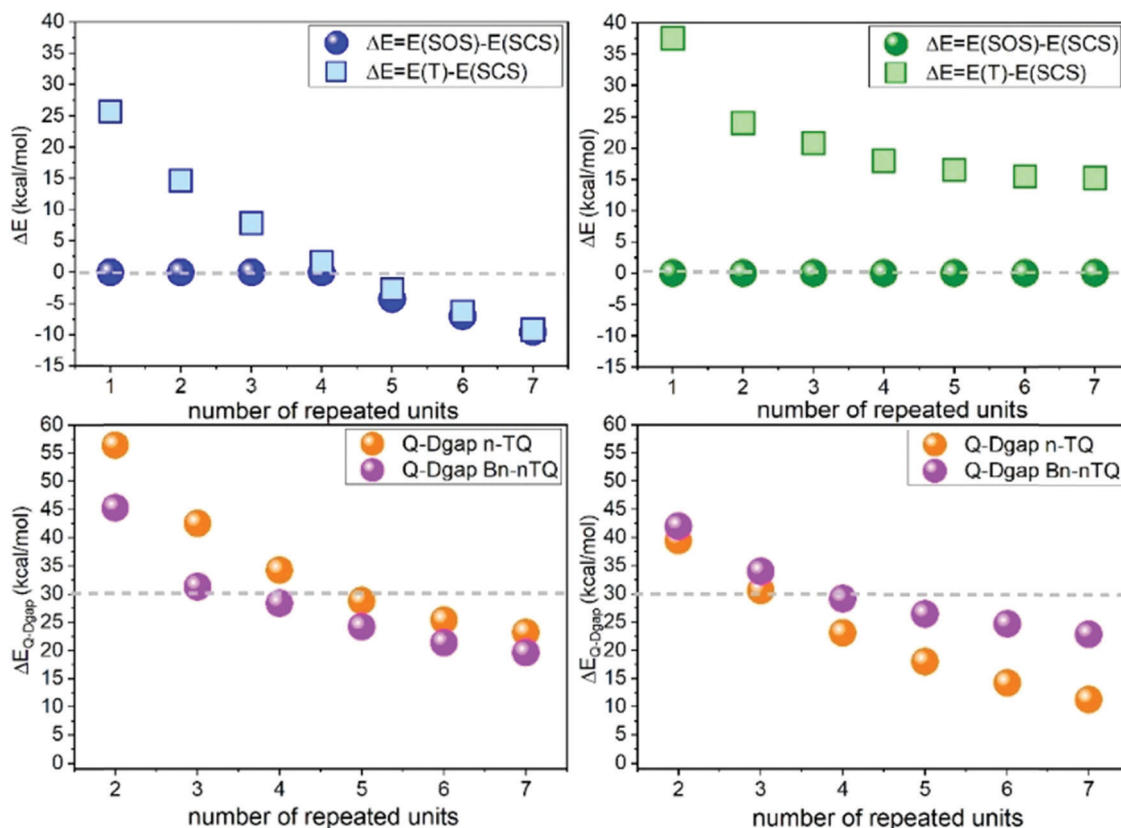 40
35
30
25
20
15
10
5
0
-5
-10
-15
ΔE (kcal/mol)
ΔE=E(SOS)-E(SCS)
ΔE=E(T)-E(SCS)
1 2 3 4 5 6 7
number of repeated units
40
35
30
25
20
15
10
5
0
-5
-10
-15
ΔE (kcal/mol)
ΔE=E(SOS)-E(SCS)
ΔE=E(T)-E(SCS)
1 2 3 4 5 6 7
number of repeated units
60
55
50
45
40
35
30
25
20
15
10
5
0
ΔE_Q-Dgap (kcal/mol)
Q-Dgap n-TQ
Q-Dgap Bn-nTQ
2 3 4 5 6 7
number of repeated units
60
55
50
45
40
35
30
25
20
15
10
5
0
ΔE_Q-Dgap (kcal/mol)
Q-Dgap n-TQ
Q-Dgap Bn-nTQ
2 3 4 5 6 7
number of repeated units